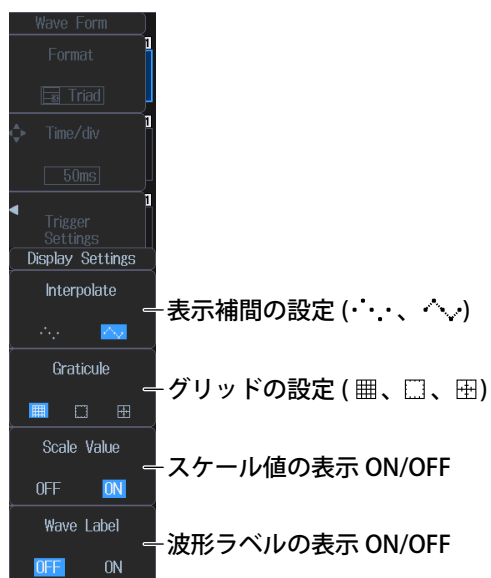 Wave Form
Format
Triad
Time/div
50ms
Trigger
Settings
Display Settings
Interpolate
表示補間の設定 (、)
Graticule
グリッドの設定 (、、)
Scale Value
スケール値の表示 ON/OFF
OFF ON
Wave Label
波形ラベルの表示 ON/OFF
OFF ON